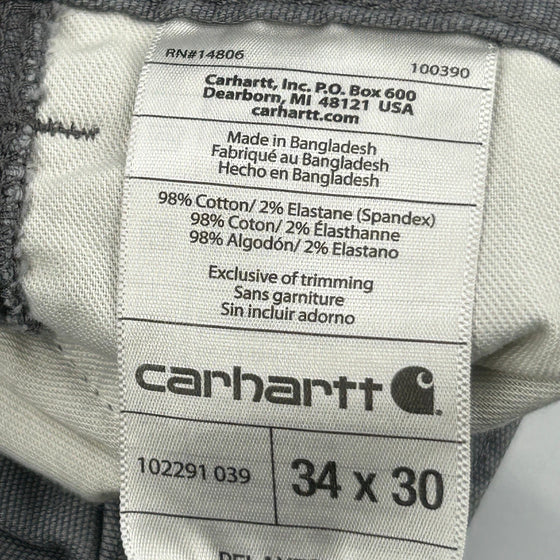 RN#14806
100390
Carhartt, Inc. P.O. Box 600
Dearborn, MI 48121 USA
carhartt.com
Made in Bangladesh
Fabriqué au Bangladesh
Hecho en Bangladesh
98% Cotton/ 2% Elastane (Spandex)
98% Coton/ 2% Élasthanne
98% Algodón/ 2% Elastano
Exclusive of trimming
Sans garniture
Sin incluir adorno
carhartt
102291 039
34 x 30